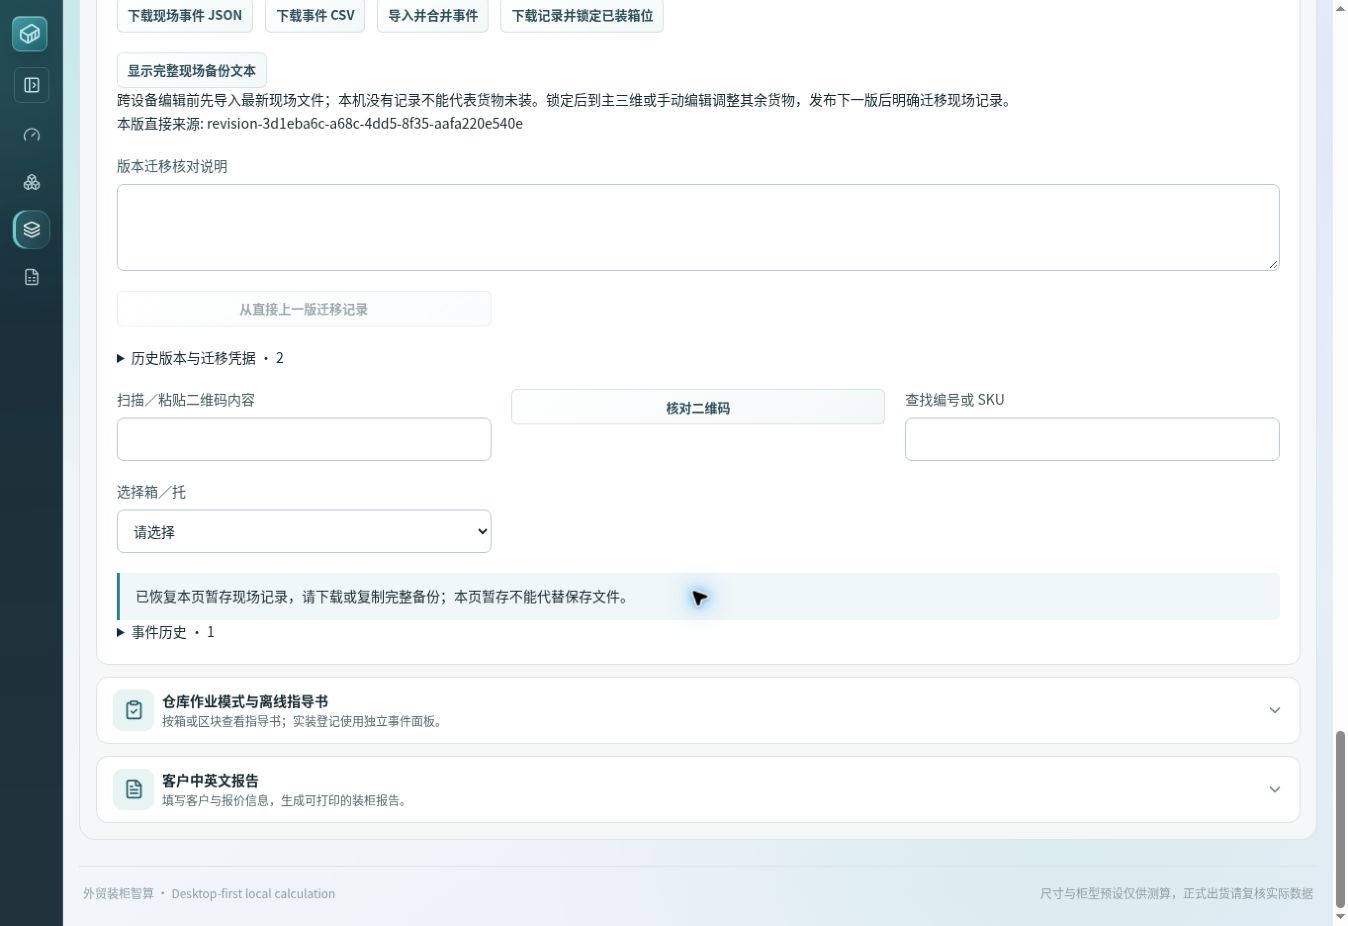 下载现场事件 JSON
下载事件 CSV
导入并合并事件
下载记录并锁定已装箱位
显示完整现场备份文本
跨设备编辑前先导入最新现场文件；本机没有记录不能代表货物未装。锁定后到主三维或手动编辑调整其余货物，发布下一版后明确迁移现场记录。
本版直接来源: revision-3d1eba6c-a68c-4dd5-8f35-aafa220e540e
版本迁移核对说明
从直接上一版迁移记录
历史版本与迁移凭据 · 2
扫描／粘贴二维码内容
核对二维码
查找编号或 SKU
选择箱／托
请选择
已恢复本页暂存现场记录，请下载或复制完整备份；本页暂存不能代替保存文件。
事件历史 · 1
仓库作业模式与离线指导书
按箱或区块查看指导书；实装登记使用独立事件面板。
客户中英文报告
填写客户与报价信息，生成可打印的装柜报告。
外贸装柜智算 · Desktop-first local calculation
尺寸与柜型预设仅供测算，正式出货请复核实际数据